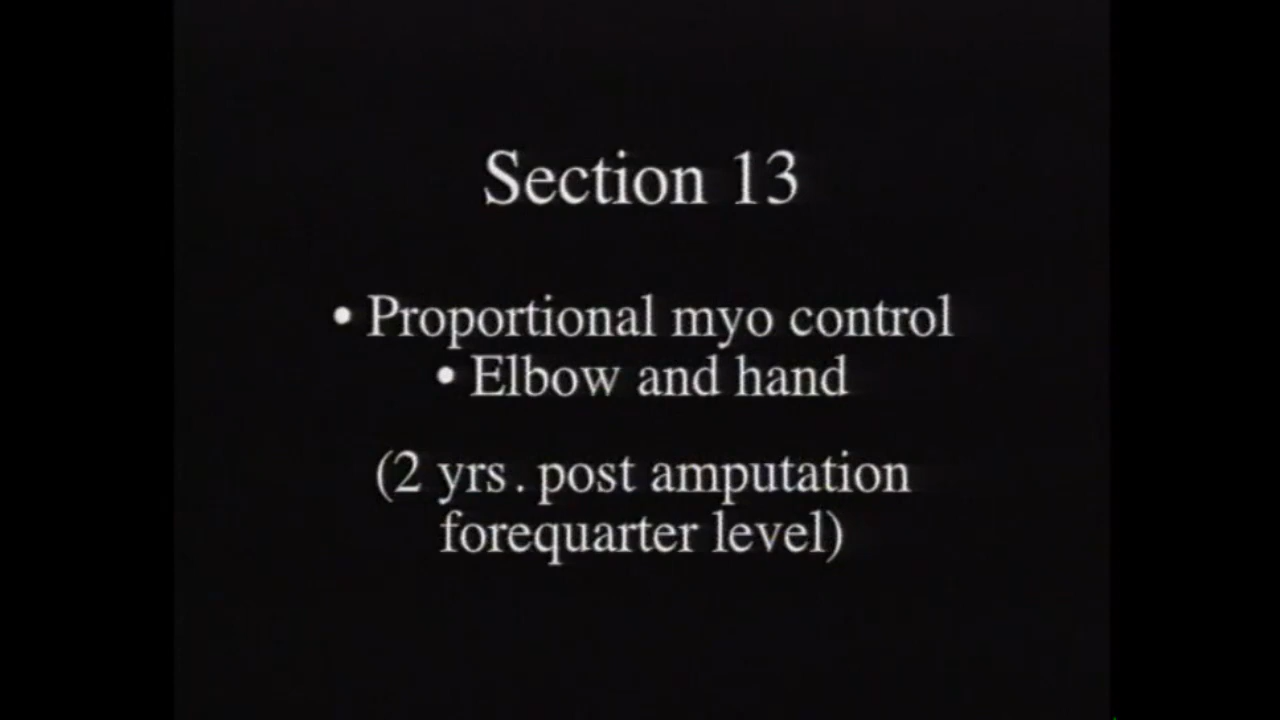 Section 13
• Proportional myo control
• Elbow and hand
(2 yrs. post amputation
forequarter level)